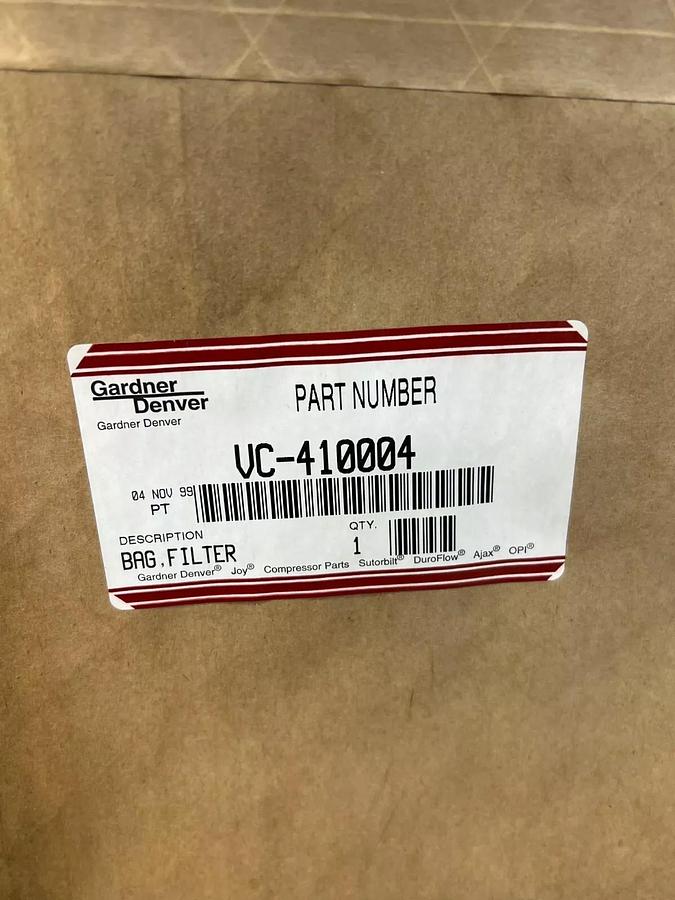 Gardner
Denver
Gardner Denver
PART NUMBER
VC-410004
04 NOV 99
PT
DESCRIPTION
BAG,FILTER
QTY.
1
Gardner Denver® Joy® Compressor Parts Sutorbilt® DuroFlow® Ajax® OPI®